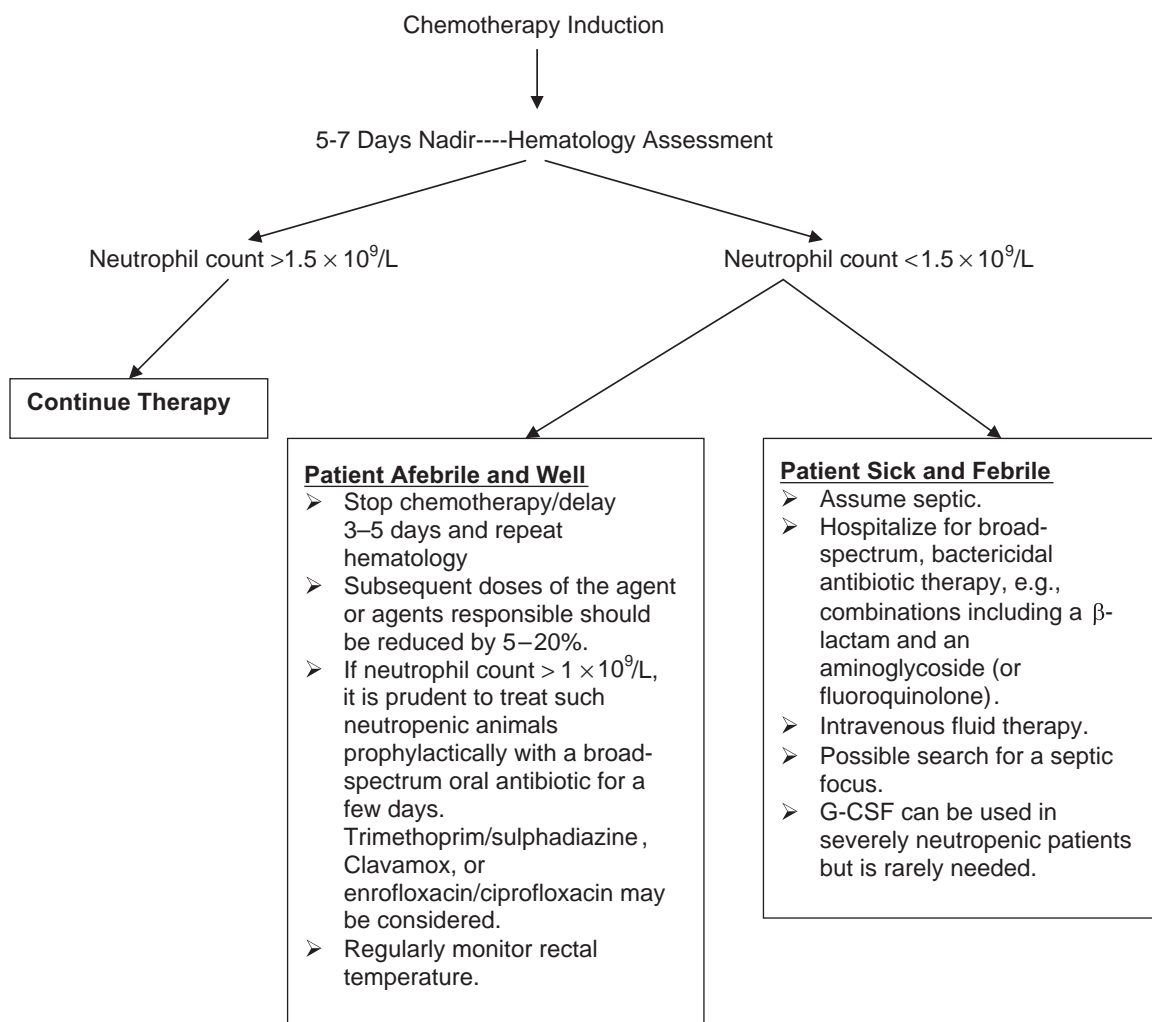 Chemotherapy Induction
5-7 Days Nadir----Hematology Assessment
Neutrophil count >1.5 × 10⁹/L
Neutrophil count <1.5 × 10⁹/L
Continue Therapy
Patient Afebrile and Well
➢ Stop chemotherapy/delay
3–5 days and repeat
hematology
➢ Subsequent doses of the agent
or agents responsible should
be reduced by 5–20%.
➢ If neutrophil count > 1 × 10⁹/L,
it is prudent to treat such
neutropenic animals
prophylactically with a broad-
spectrum oral antibiotic for a
few days.
Trimethoprim/sulphadiazine,
Clavamox, or
enrofloxacin/ciprofloxacin may
be considered.
➢ Regularly monitor rectal
temperature.
Patient Sick and Febrile
➢ Assume septic.
➢ Hospitalize for broad-
spectrum, bactericidal
antibiotic therapy, e.g.,
combinations including a β-
lactam and an
aminoglycoside (or
fluoroquinolone).
➢ Intravenous fluid therapy.
➢ Possible search for a septic
focus.
➢ G-CSF can be used in
severely neutropenic patients
but is rarely needed.